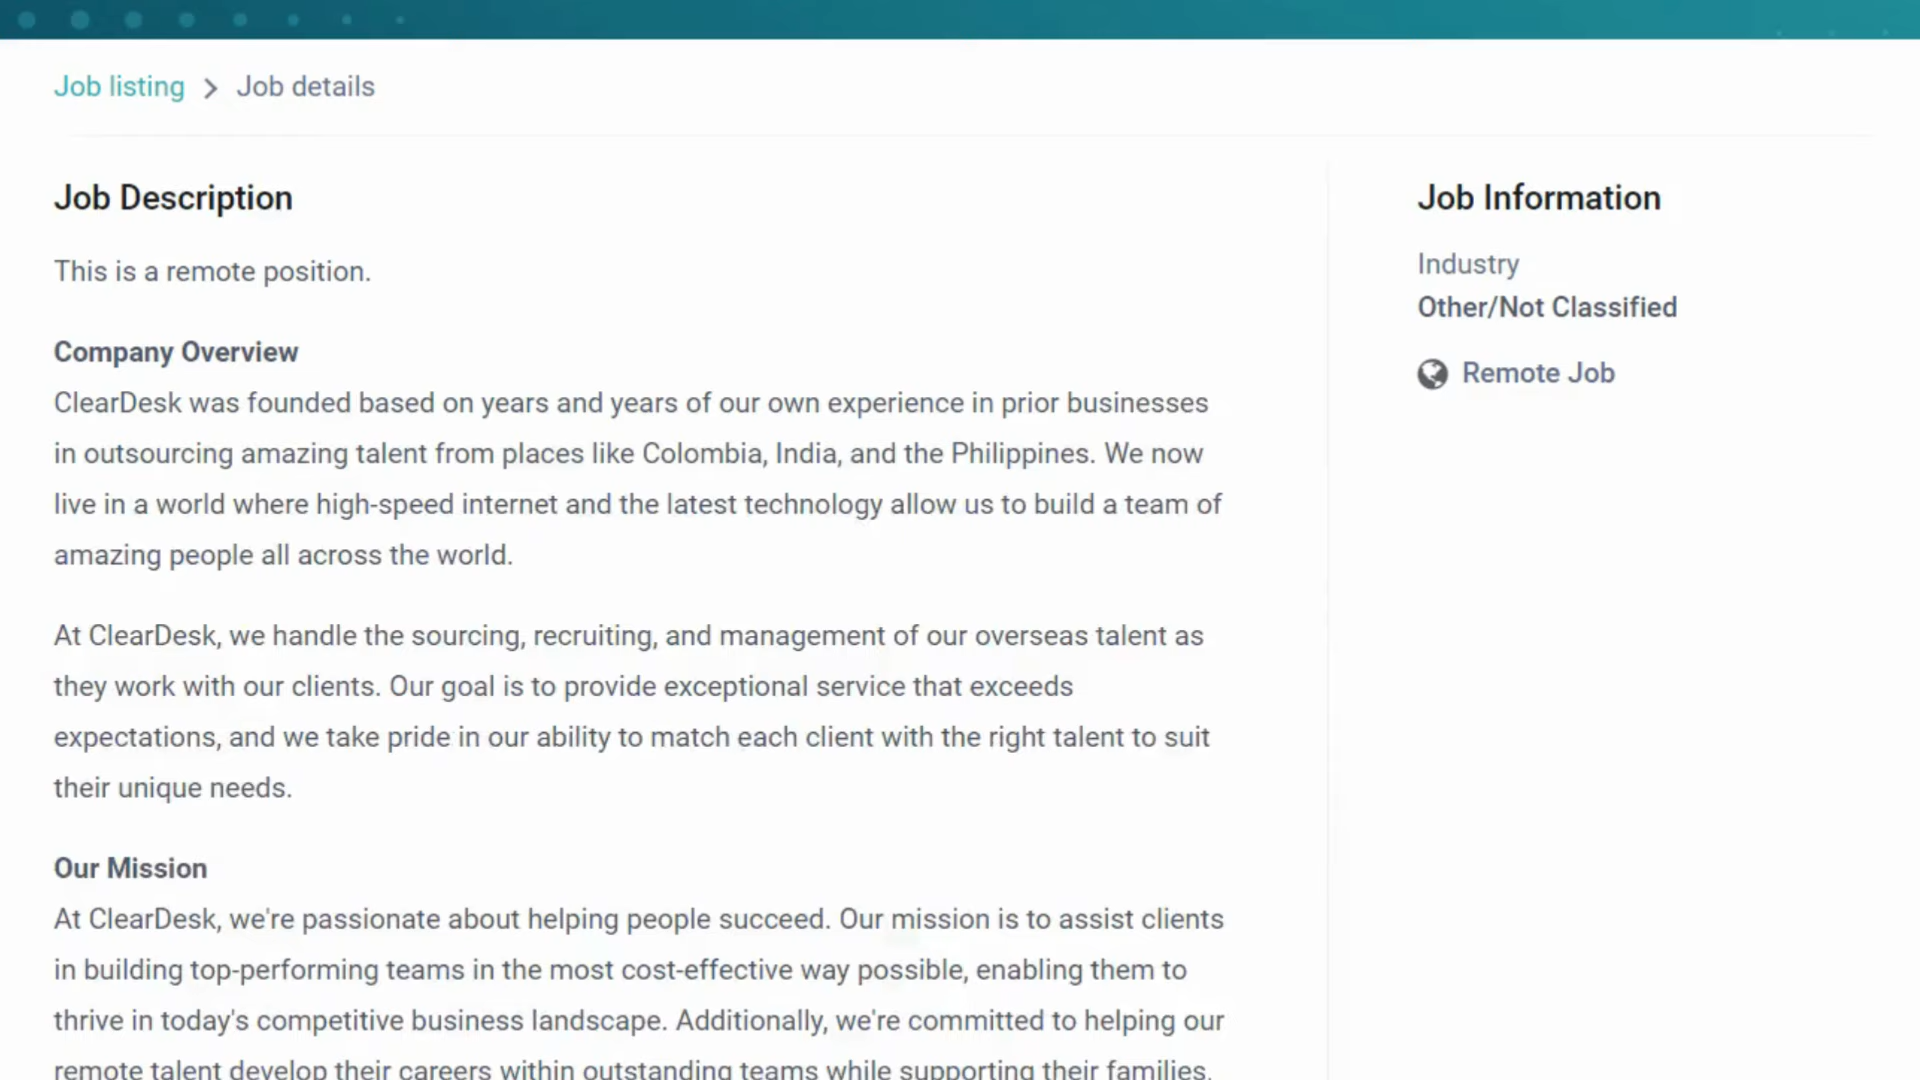 Job listing > Job details
Job Description
This is a remote position.
Company Overview
ClearDesk was founded based on years and years of our own experience in prior businesses
in outsourcing amazing talent from places like Colombia, India, and the Philippines. We now
live in a world where high-speed internet and the latest technology allow us to build a team of
amazing people all across the world.
At ClearDesk, we handle the sourcing, recruiting, and management of our overseas talent as
they work with our clients. Our goal is to provide exceptional service that exceeds
expectations, and we take pride in our ability to match each client with the right talent to suit
their unique needs.
Our Mission
At ClearDesk, we're passionate about helping people succeed. Our mission is to assist clients
in building top-performing teams in the most cost-effective way possible, enabling them to
thrive in today's competitive business landscape. Additionally, we're committed to helping our
remote talent develop their careers within outstanding teams while supporting their families.
Job Information
Industry
Other/Not Classified
Remote Job